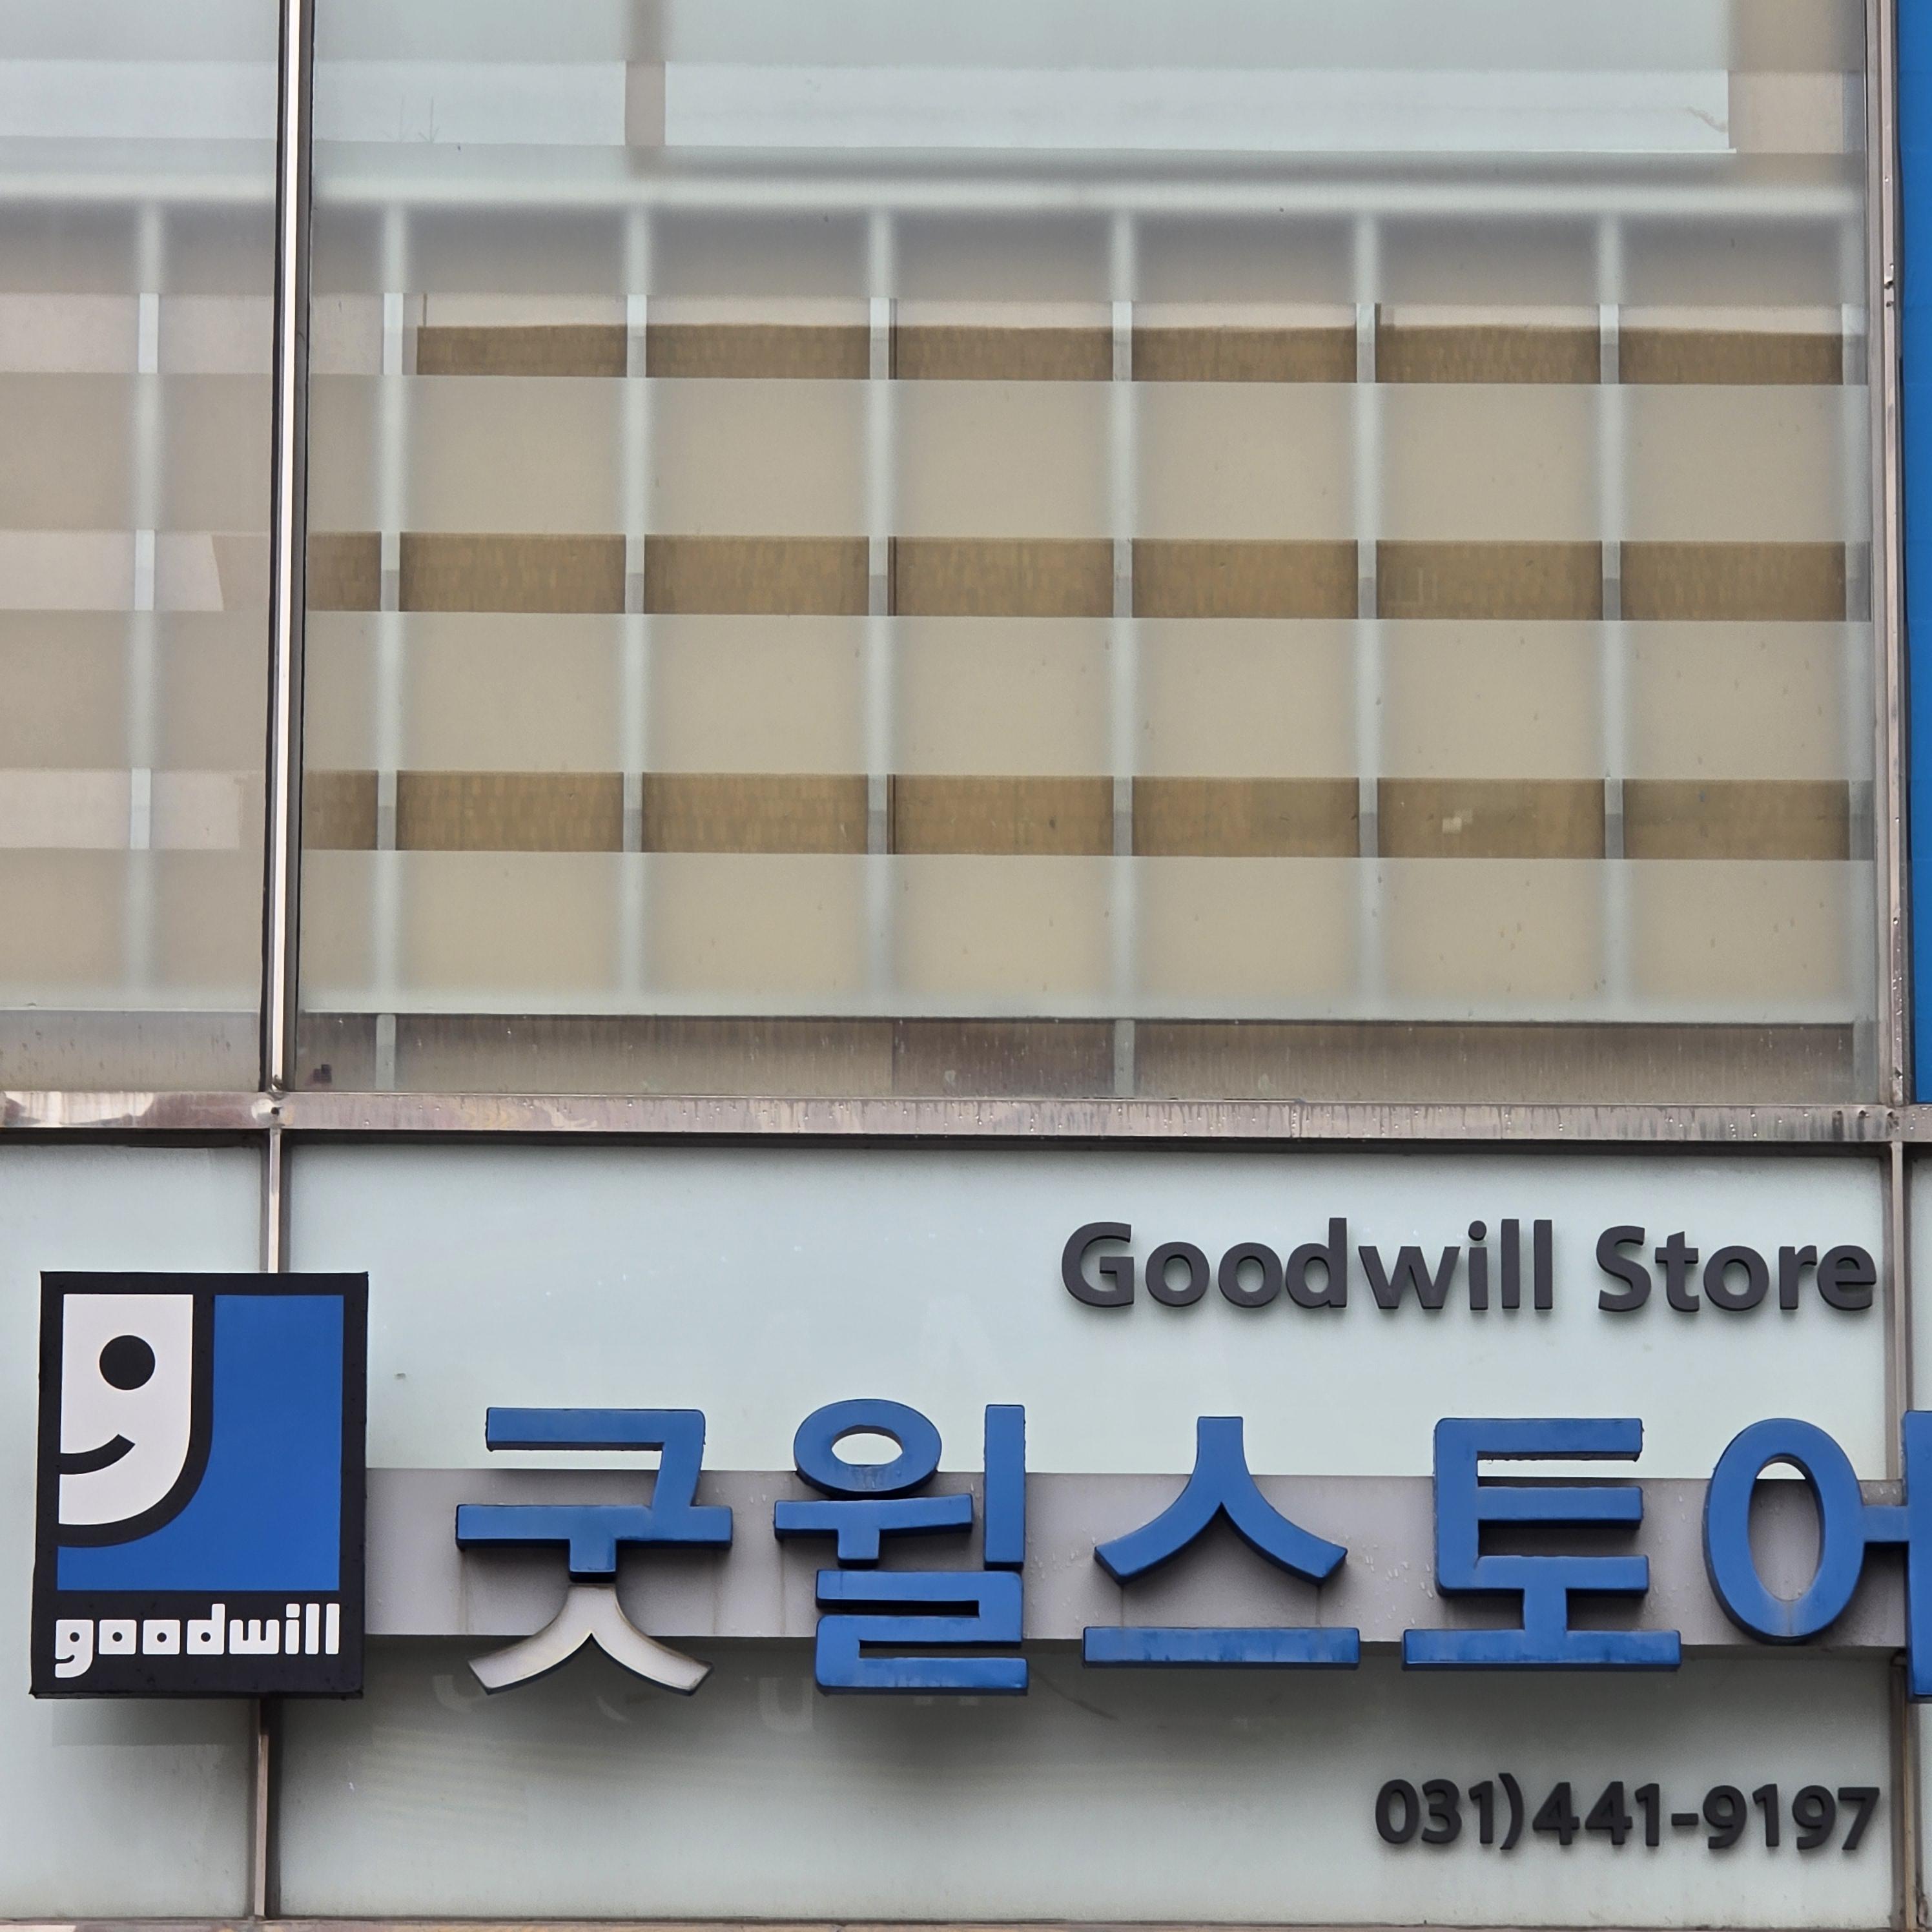 Goodwill Store
goodwill
굿윌스토어
031)441-9197